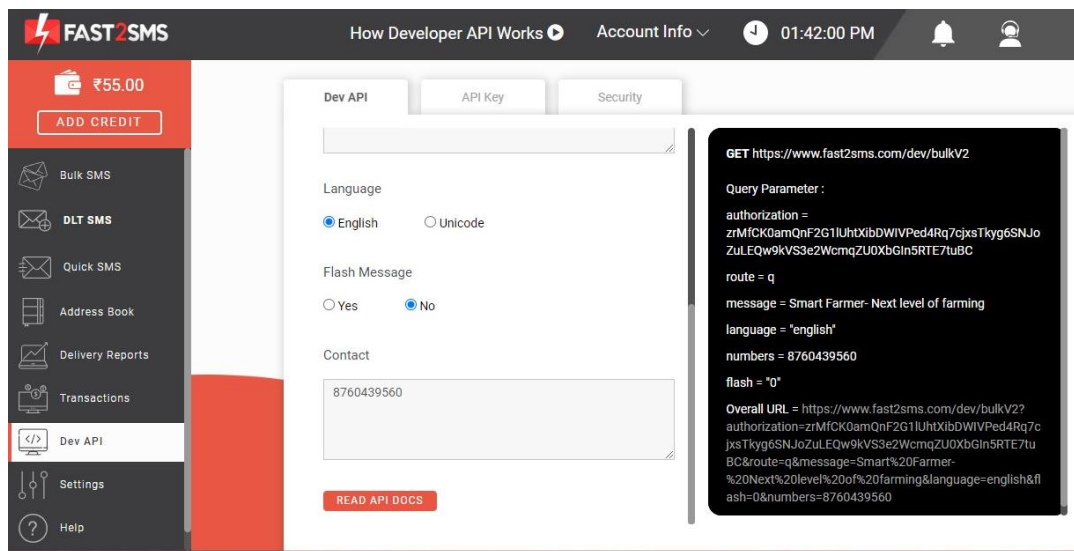 FAST2SMS
How Developer API Works
Account Info
01:42:00 PM
₹55.00
ADD CREDIT
Bulk SMS
DLT SMS
Quick SMS
Address Book
Delivery Reports
Transactions
Dev API
Settings
Help
Dev API
API Key
Security
Language
English
Unicode
Flash Message
Yes
No
Contact
8760439560
READ API DOCS
GET https://www.fast2sms.com/dev/bulkV2
Query Parameter :
authorization =
zrMfCK0amQnF2G1lUhtXibDWIVPed4Rq7cjxsTkyg6SNJo
ZuLEQw9kVS3e2WcmqZU0XbGIn5RTE7tuBC
route = q
message = Smart Farmer- Next level of farming
language = "english"
numbers = 8760439560
flash = "0"
Overall URL = https://www.fast2sms.com/dev/bulkV2?
authorization=zrMfCK0amQnF2G1lUhtXibDWIVPed4Rq7c
jxsTkyg6SNJoZuLEQw9kVS3e2WcmqZU0XbGIn5RTE7tu
BC&route=q&message=Smart%20Farmer-
%20Next%20level%20of%20farming&language=english&fl
ash=0&numbers=8760439560